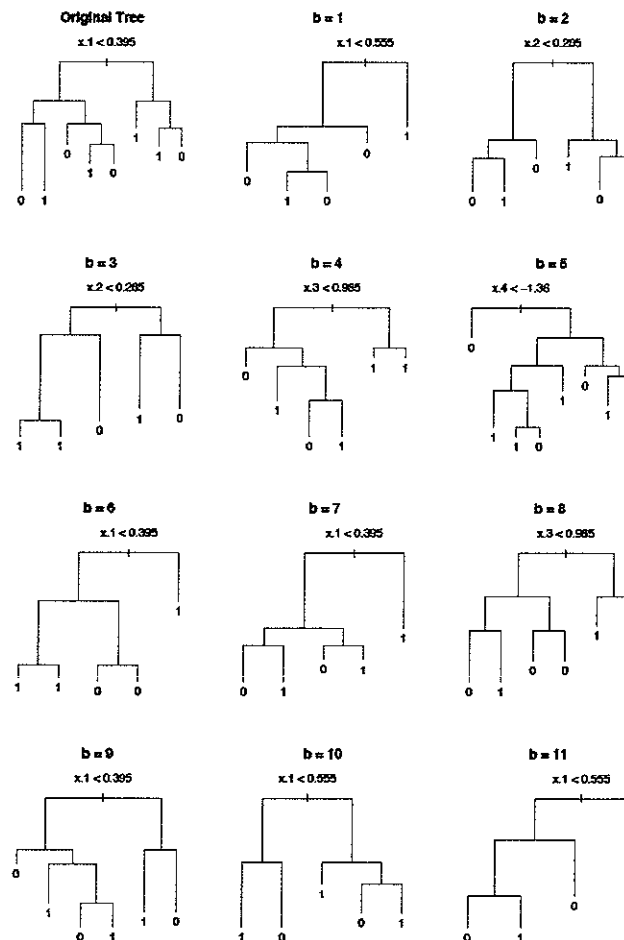 Original Tree
x.1 < 0.395
1
0 1 0
1 0
0 1
b = 1
x.1 < 0.555
1
0
0
1 0
b = 2
x.2 < 0.205
0 1
0 1 0
b = 3
x.2 < 0.285
1 0 0
1 1
b = 4
x.3 < 0.985
0 1 1
1
0 1
b = 5
x.4 < −1.36
0
0
1
1
1 1 0
b = 6
x.1 < 0.395
1
1 1 0 0
b = 7
x.1 < 0.395
1
0 1
0 1
b = 8
x.3 < 0.985
1
0 0
0 1
b = 9
x.1 < 0.395
0
1 1 0
0 1
b = 10
x.1 < 0.555
1
1 0 0 1
b = 11
x.1 < 0.555
0
0 1